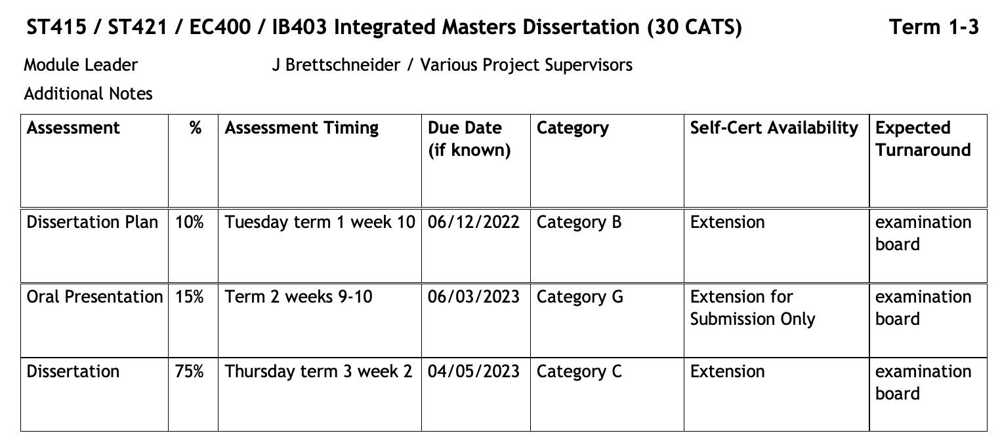 ST415 / ST421 / EC400 / IB403 Integrated Masters Dissertation (30 CATS) Term 1-3
Module Leader J Brettschneider / Various Project Supervisors
Additional Notes
Assessment % Assessment Timing Due Date (if known) Category Self-Cert Availability Expected Turnaround
Dissertation Plan 10% Tuesday term 1 week 10 06/12/2022 Category B Extension examination board
Oral Presentation 15% Term 2 weeks 9-10 06/03/2023 Category G Extension for Submission Only examination board
Dissertation 75% Thursday term 3 week 2 04/05/2023 Category C Extension examination board